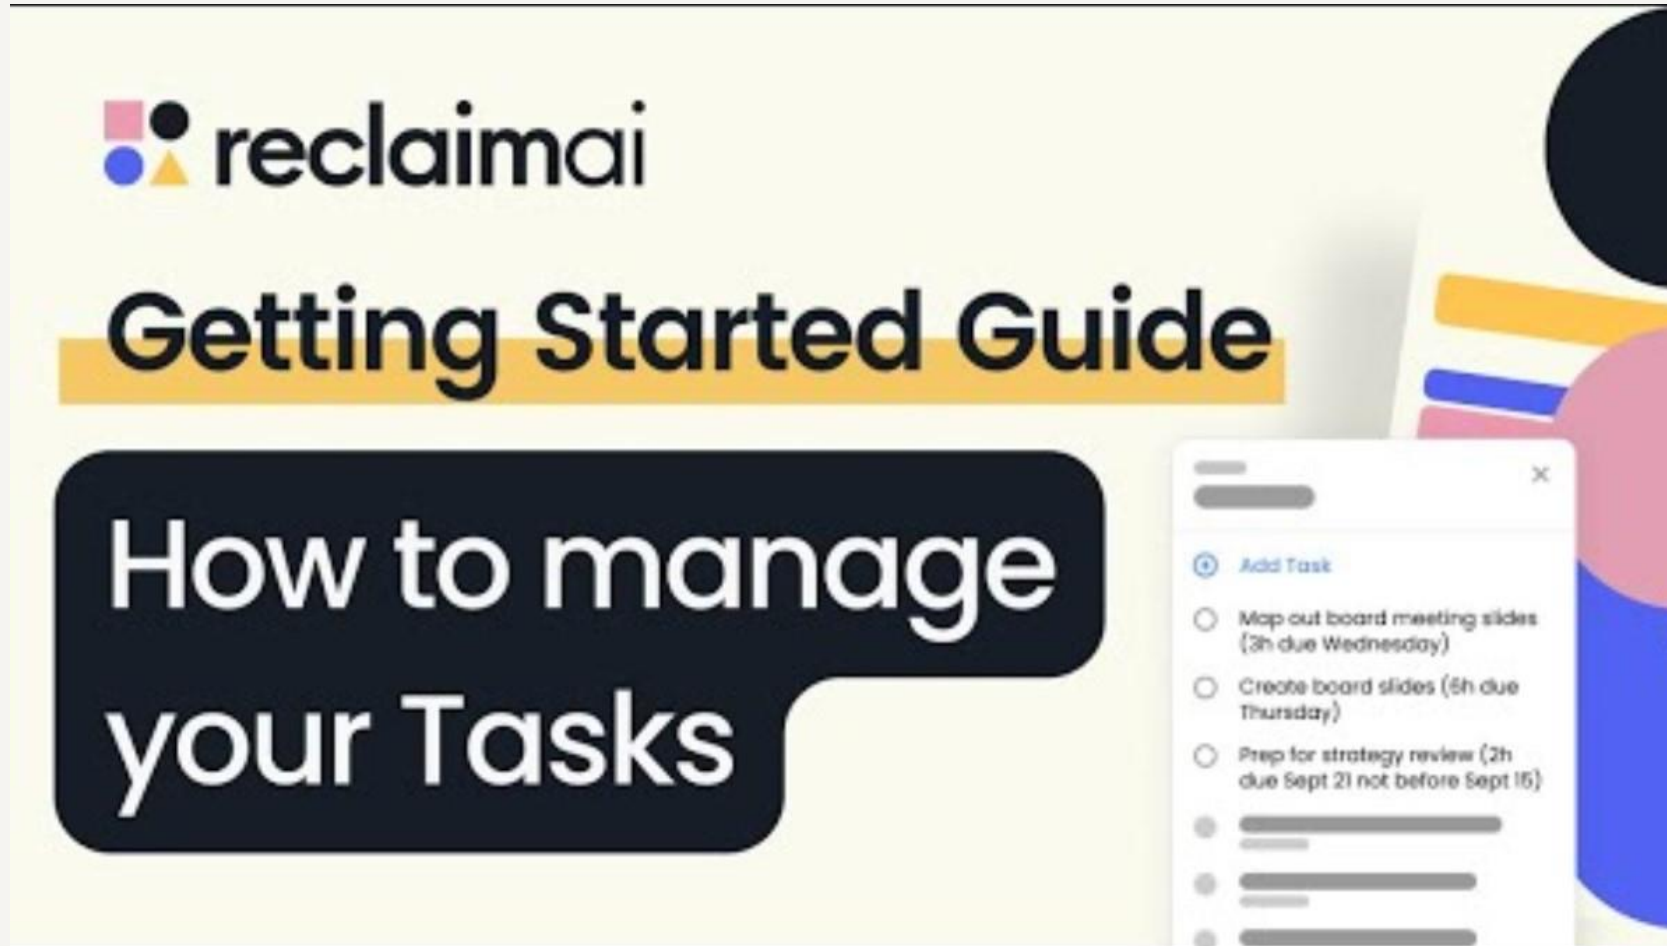 reclaimai
Getting Started Guide
How to manage
your Tasks
Add Task
Map out board meeting slides
(3h due Wednesday)
Create board slides (6h due
Thursday)
Prep for strategy review (2h
due Sept 21 not before Sept 15)